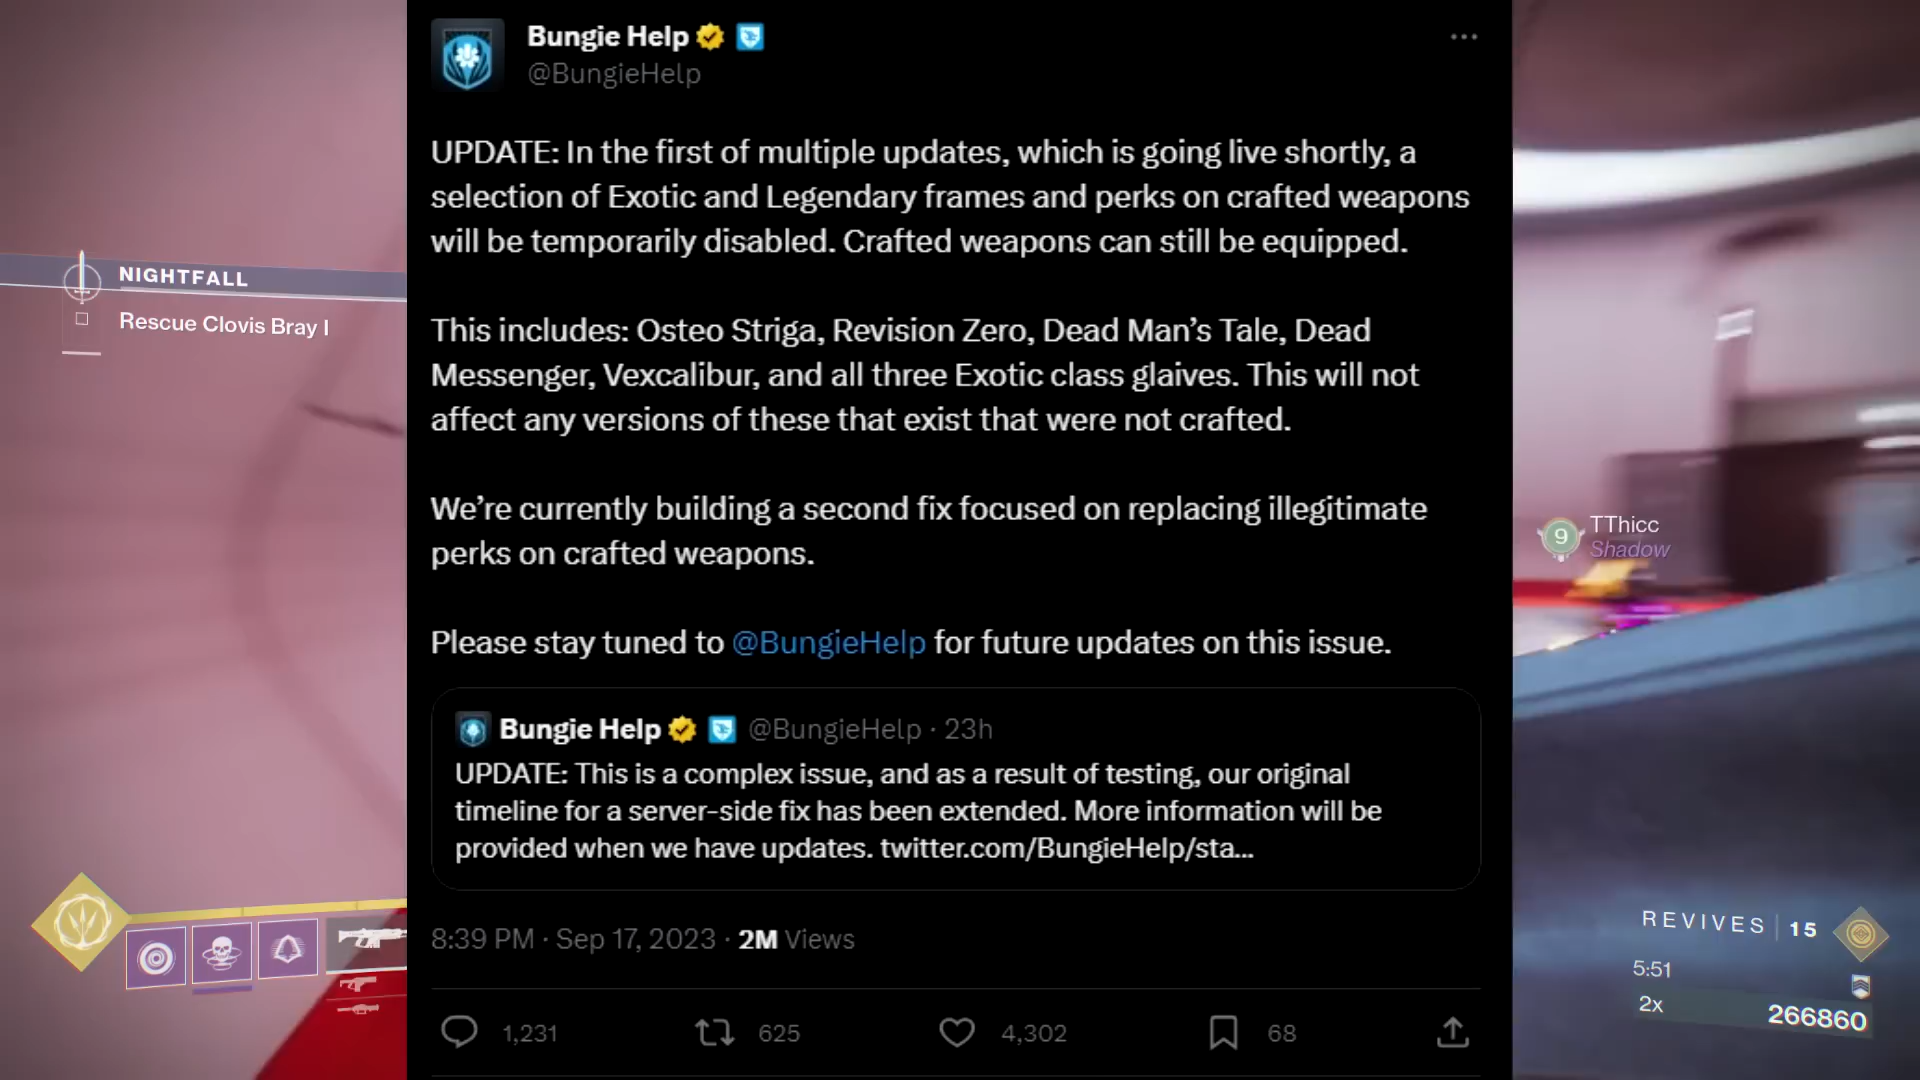 Bungie Help
@BungieHelp
UPDATE: In the first of multiple updates, which is going live shortly, a
selection of Exotic and Legendary frames and perks on crafted weapons
will be temporarily disabled. Crafted weapons can still be equipped.
This includes: Osteo Striga, Revision Zero, Dead Man’s Tale, Dead
Messenger, Vexcalibur, and all three Exotic class glaives. This will not
affect any versions of these that exist that were not crafted.
We’re currently building a second fix focused on replacing illegitimate
perks on crafted weapons.
Please stay tuned to @BungieHelp for future updates on this issue.
Bungie Help @BungieHelp · 23h
UPDATE: This is a complex issue, and as a result of testing, our original
timeline for a server-side fix has been extended. More information will be
provided when we have updates. twitter.com/BungieHelp/sta...
8:39 PM · Sep 17, 2023 · 2M Views
1,231 625 4,302 68
NIGHTFALL
Rescue Clovis Bray I
9 TThicc
Shadow
REVIVES | 15
5:51
2x 266860